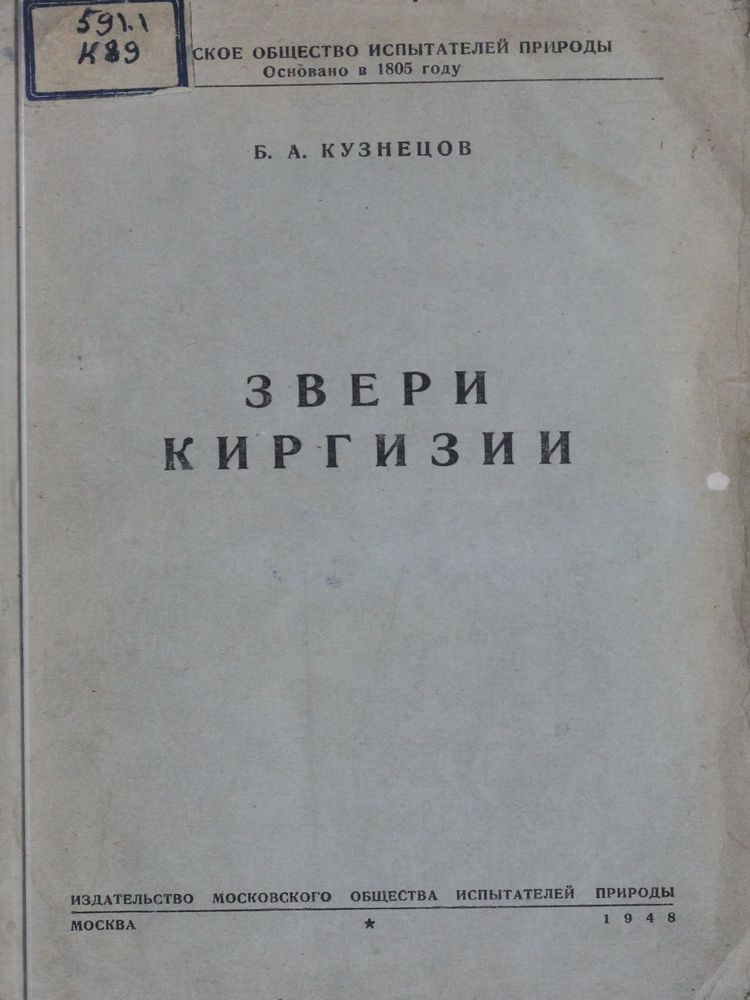 591.1
К89
СКОЕ ОБЩЕСТВО ИСПЫТАТЕЛЕЙ ПРИРОДЫ
Основано в 1805 году
Б. А. КУЗНЕЦОВ
ЗВЕРИ
КИРГИЗИИ
ИЗДАТЕЛЬСТВО МОСКОВСКОГО ОБЩЕСТВА ИСПЫТАТЕЛЕЙ ПРИРОДЫ
МОСКВА ★ 1948